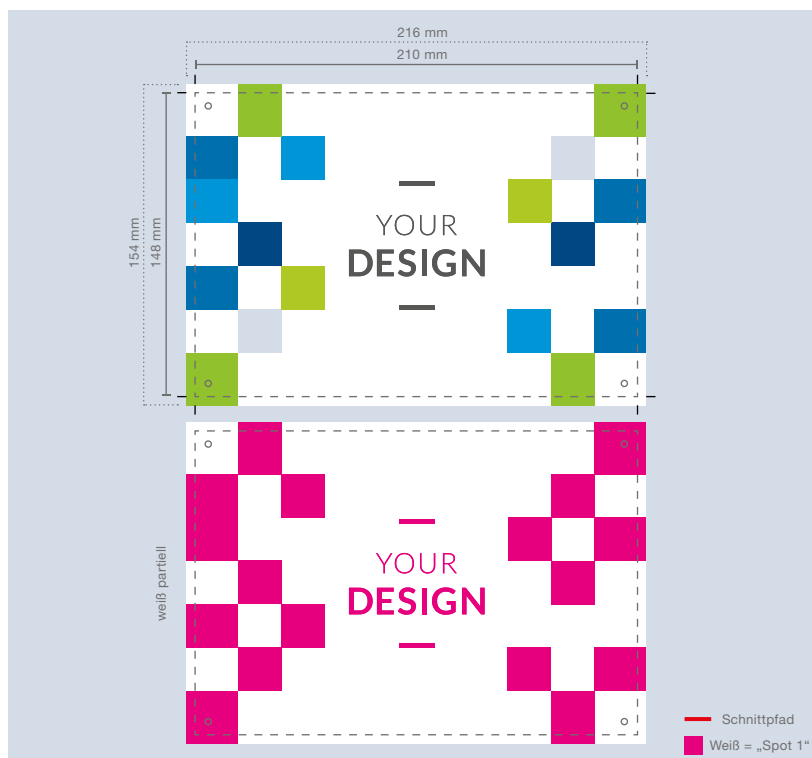 216 mm
210 mm
154 mm
148 mm
YOUR
DESIGN
weiß partiell
YOUR
DESIGN
Schnittpfad
Weiß = „Spot 1“